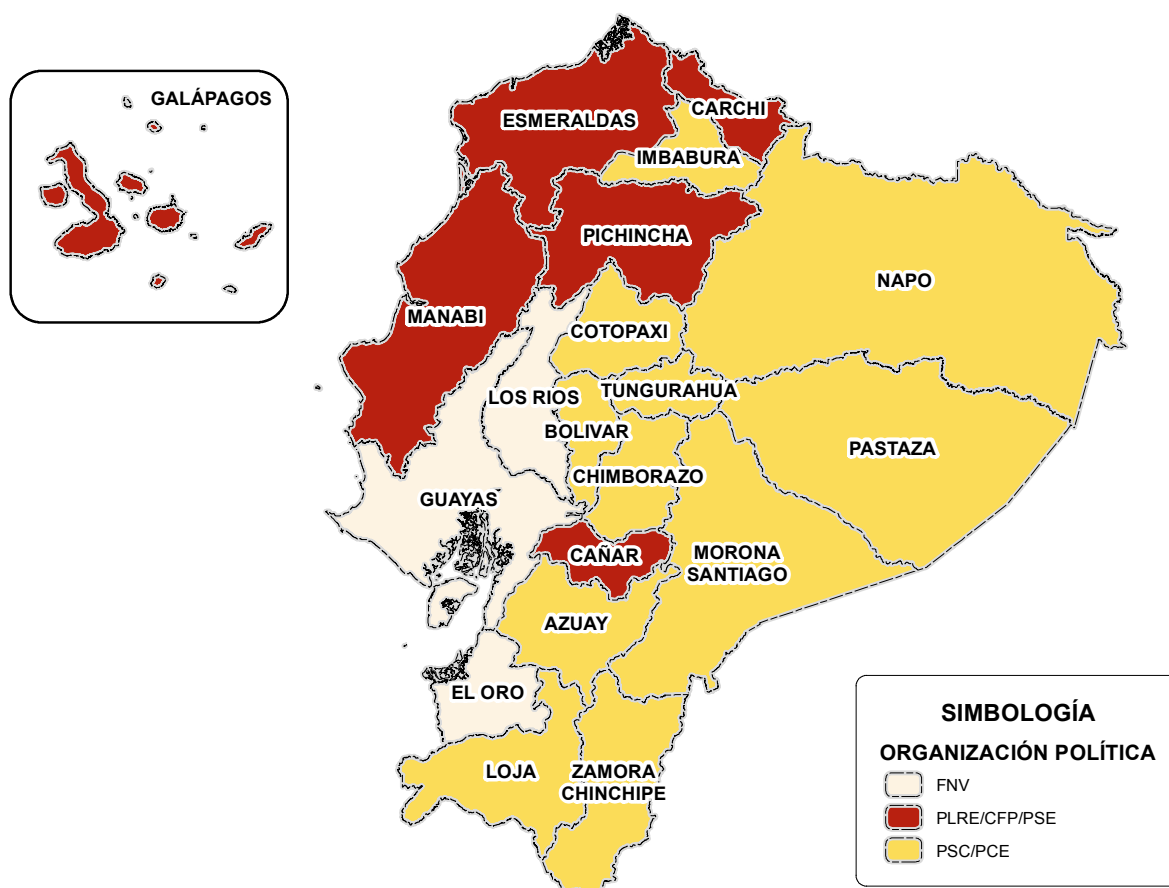 GALÁPAGOS
ESMERALDAS
CARCHI
IMBABURA
PICHINCHA
NAPO
MANABI
COTOPAXI
TUNGURAHUA
LOS RIOS
BOLIVAR
PASTAZA
CHIMBORAZO
GUAYAS
CAÑAR
MORONA
SANTIAGO
AZUAY
EL ORO
LOJA
ZAMORA
CHINCHIPE
SIMBOLOGÍA
ORGANIZACIÓN POLÍTICA
FNV
PLRE/CFP/PSE
PSC/PCE